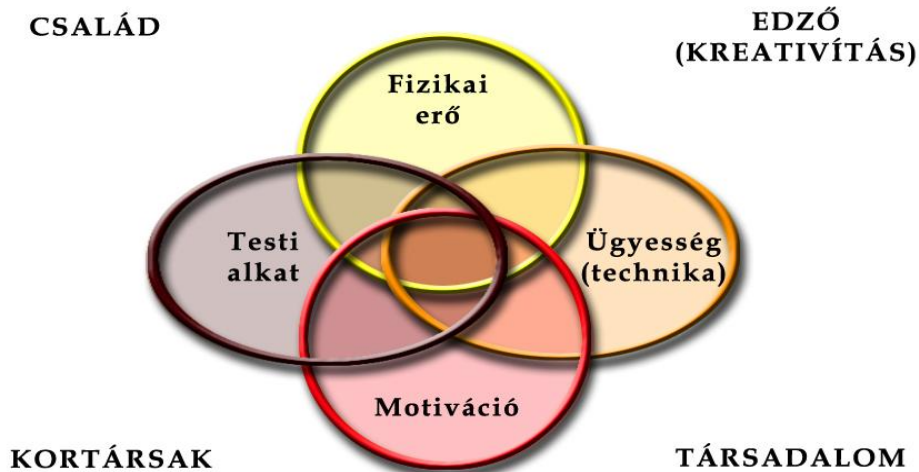 CSALÁD
EDZŐ
(KREATIVÍTÁS)
Fizikai
erő
Testi
alkat
Ügyesség
(technika)
Motiváció
KORTÁRSAK
TÁRSADALOM